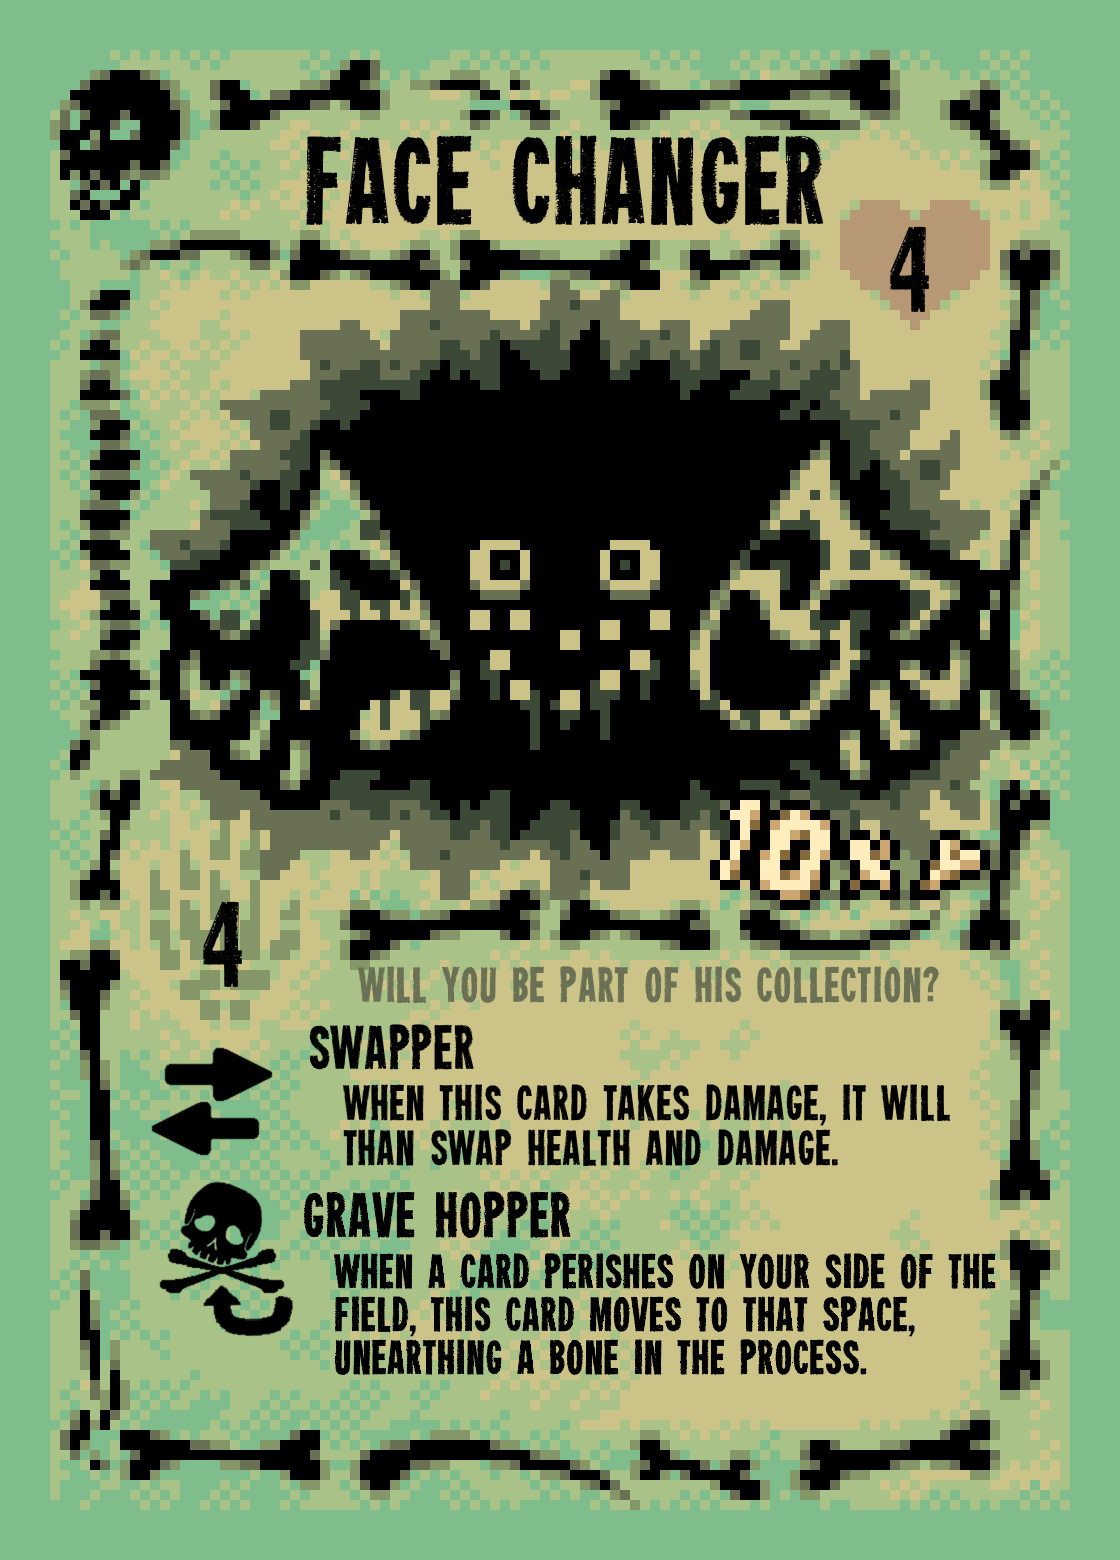 FACE CHANGER
4
10X
4
WILL YOU BE PART OF HIS COLLECTION?
SWAPPER
WHEN THIS CARD TAKES DAMAGE, IT WILL
THAN SWAP HEALTH AND DAMAGE.
GRAVE HOPPER
WHEN A CARD PERISHES ON YOUR SIDE OF THE
FIELD, THIS CARD MOVES TO THAT SPACE,
UNEARTHING A BONE IN THE PROCESS.